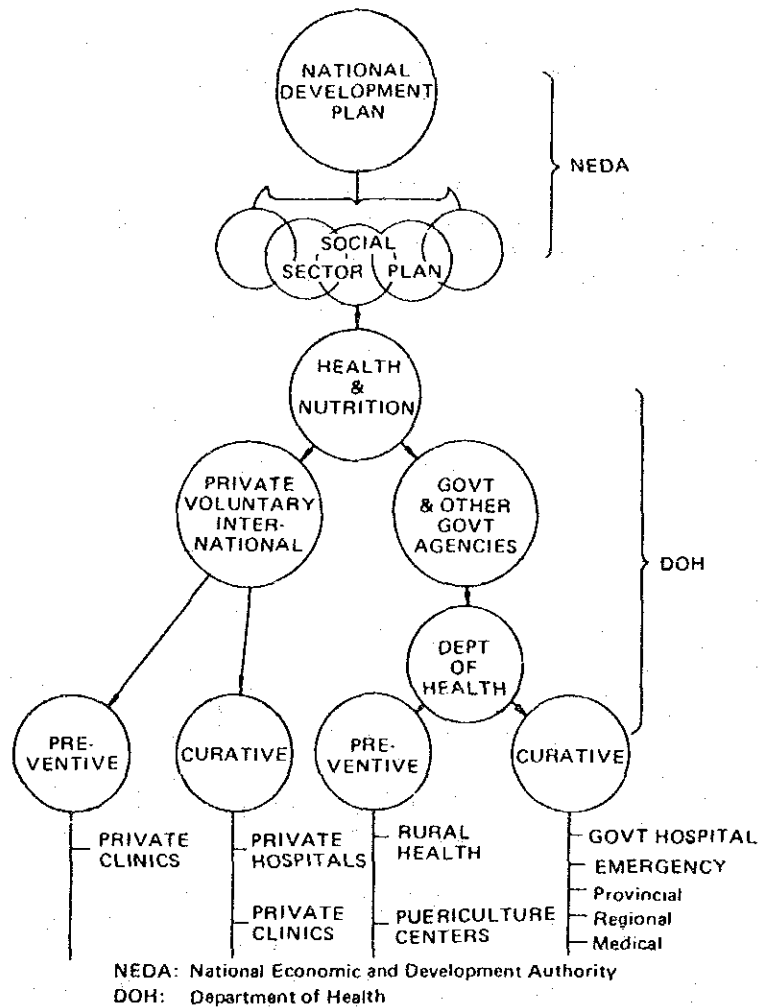 NATIONAL
DEVELOPMENT
PLAN
NEDA
SOCIAL
SECTOR PLAN
HEALTH
&
NUTRITION
PRIVATE
VOLUNTARY
INTER-
NATIONAL
GOVT
& OTHER
GOVT
AGENCIES
DOH
DEPT
OF
HEALTH
PRE-
VENTIVE
CURATIVE
PRE-
VENTIVE
CURATIVE
PRIVATE
CLINICS
PRIVATE
HOSPITALS
PRIVATE
CLINICS
RURAL
HEALTH
PUERICULTURE
CENTERS
GOVT HOSPITAL
EMERGENCY
Provincial
Regional
Medical
NEDA: National Economic and Development Authority
DOH: Department of Health